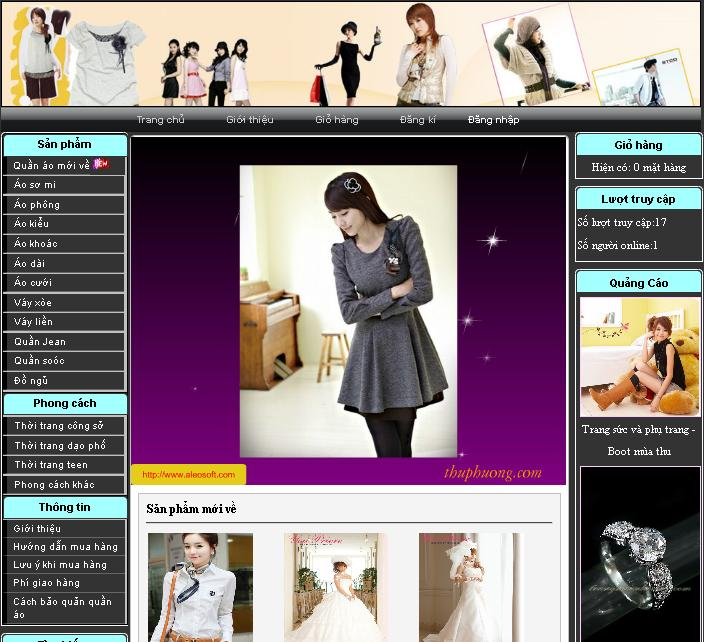 Trang chủ Giới thiệu Giỏ hàng Đăng kí Đăng nhập
Sản phẩm
Quần áo mới về NEW
Áo sơ mi
Áo phông
Áo kiểu
Áo khoác
Áo dài
Áo cưới
Váy xòe
Váy liền
Quần Jean
Quần soóc
Đồ ngủ
Phong cách
Thời trang công sở
Thời trang dạo phố
Thời trang teen
Phong cách khác
Thông tin
Giới thiệu
Hướng dẫn mua hàng
Lưu ý khi mua hàng
Phí giao hàng
Cách bảo quản quần
áo
http://www.aleosoft.com
thuphuong.com
Sản phẩm mới về
Giỏ hàng
Hiện có: 0 mặt hàng
Lượt truy cập
Số lượt truy cập:17
Số người online:1
Quảng Cáo
Trang sức và phụ trang -
Boot mùa thu